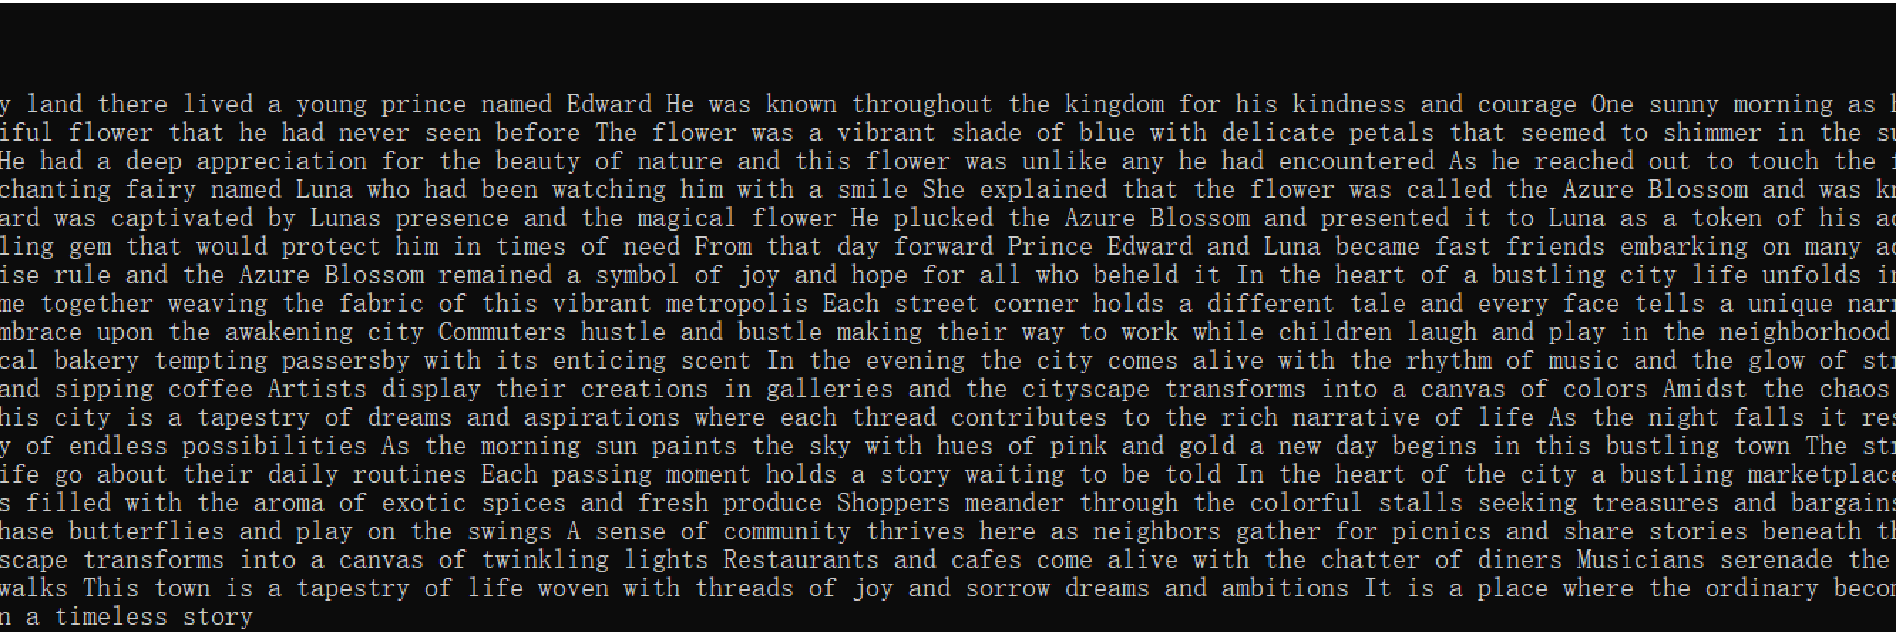 y land there lived a young prince named Edward He was known throughout the kingdom for his kindness and courage One sunny morning as
iful flower that he had never seen before The flower was a vibrant shade of blue with delicate petals that seemed to shimmer in the su
He had a deep appreciation for the beauty of nature and this flower was unlike any he had encountered As he reached out to touch the
chanting fairy named Luna who had been watching him with a smile She explained that the flower was called the Azure Blossom and was kn
ard was captivated by Lunas presence and the magical flower He plucked the Azure Blossom and presented it to Luna as a token of his ad
ling gem that would protect him in times of need From that day forward Prince Edward and Luna became fast friends embarking on many ad
ise rule and the Azure Blossom remained a symbol of joy and hope for all who beheld it In the heart of a bustling city life unfolds in
me together weaving the fabric of this vibrant metropolis Each street corner holds a different tale and every face tells a unique narr
mbrace upon the awakening city Commuters hustle and bustle making their way to work while children laugh and play in the neighborhood
cal bakery tempting passersby with its enticing scent In the evening the city comes alive with the rhythm of music and the glow of str
and sipping coffee Artists display their creations in galleries and the cityscape transforms into a canvas of colors Amidst the chaos
his city is a tapestry of dreams and aspirations where each thread contributes to the rich narrative of life As the night falls it res
y of endless possibilities As the morning sun paints the sky with hues of pink and gold a new day begins in this bustling town The str
ife go about their daily routines Each passing moment holds a story waiting to be told In the heart of the city a bustling marketplace
s filled with the aroma of exotic spices and fresh produce Shoppers meander through the colorful stalls seeking treasures and bargains
hase butterflies and play on the swings A sense of community thrives here as neighbors gather for picnics and share stories beneath th
scape transforms into a canvas of twinkling lights Restaurants and cafes come alive with the chatter of diners Musicians serenade the
walks This town is a tapestry of life woven with threads of joy and sorrow dreams and ambitions It is a place where the ordinary becom
n a timeless story